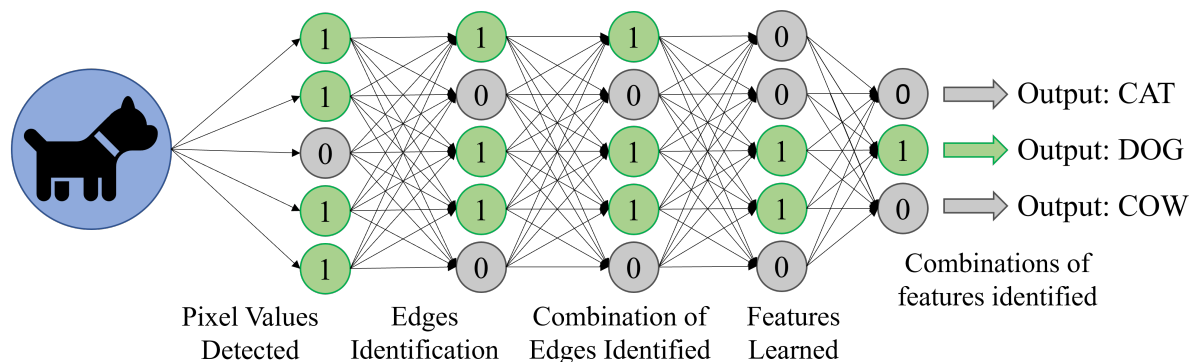 1 1 1 0
1 0 0 0 0 Output: CAT
0 1 1 1 1 Output: DOG
1 1 1 1 0 Output: COW
1 0 0 0
Pixel Values
Detected
Edges
Identification
Combination of
Edges Identified
Features
Learned
Combinations of
features identified